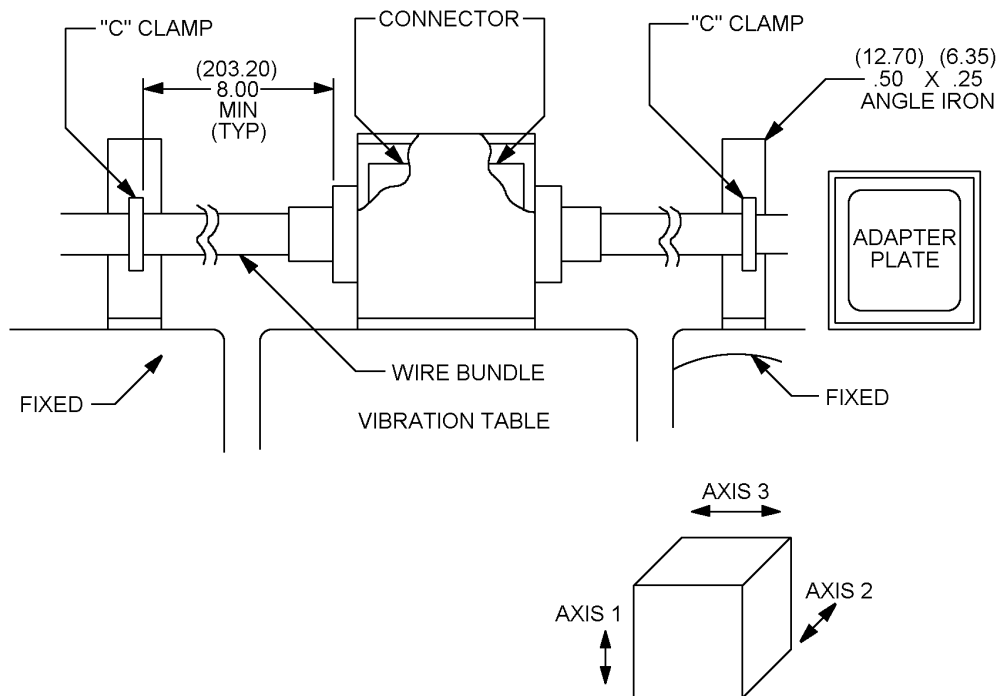 "C" CLAMP
CONNECTOR
"C" CLAMP
(203.20)
8.00
MIN
(TYP)
(12.70) (6.35)
.50 X .25
ANGLE IRON
ADAPTER
PLATE
WIRE BUNDLE
FIXED
FIXED
VIBRATION TABLE
AXIS 3
AXIS 1
AXIS 2